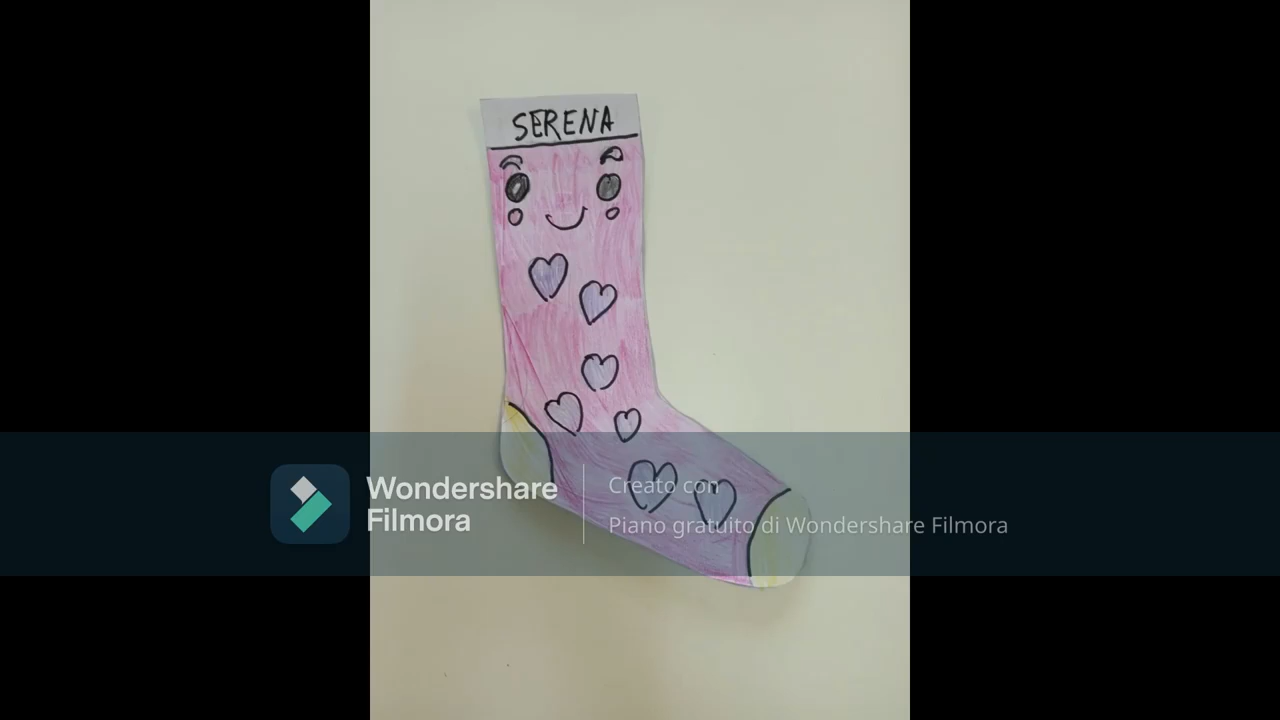 SERENA
Wondershare
Filmora
Creato con
Piano gratuito di Wondershare Filmora